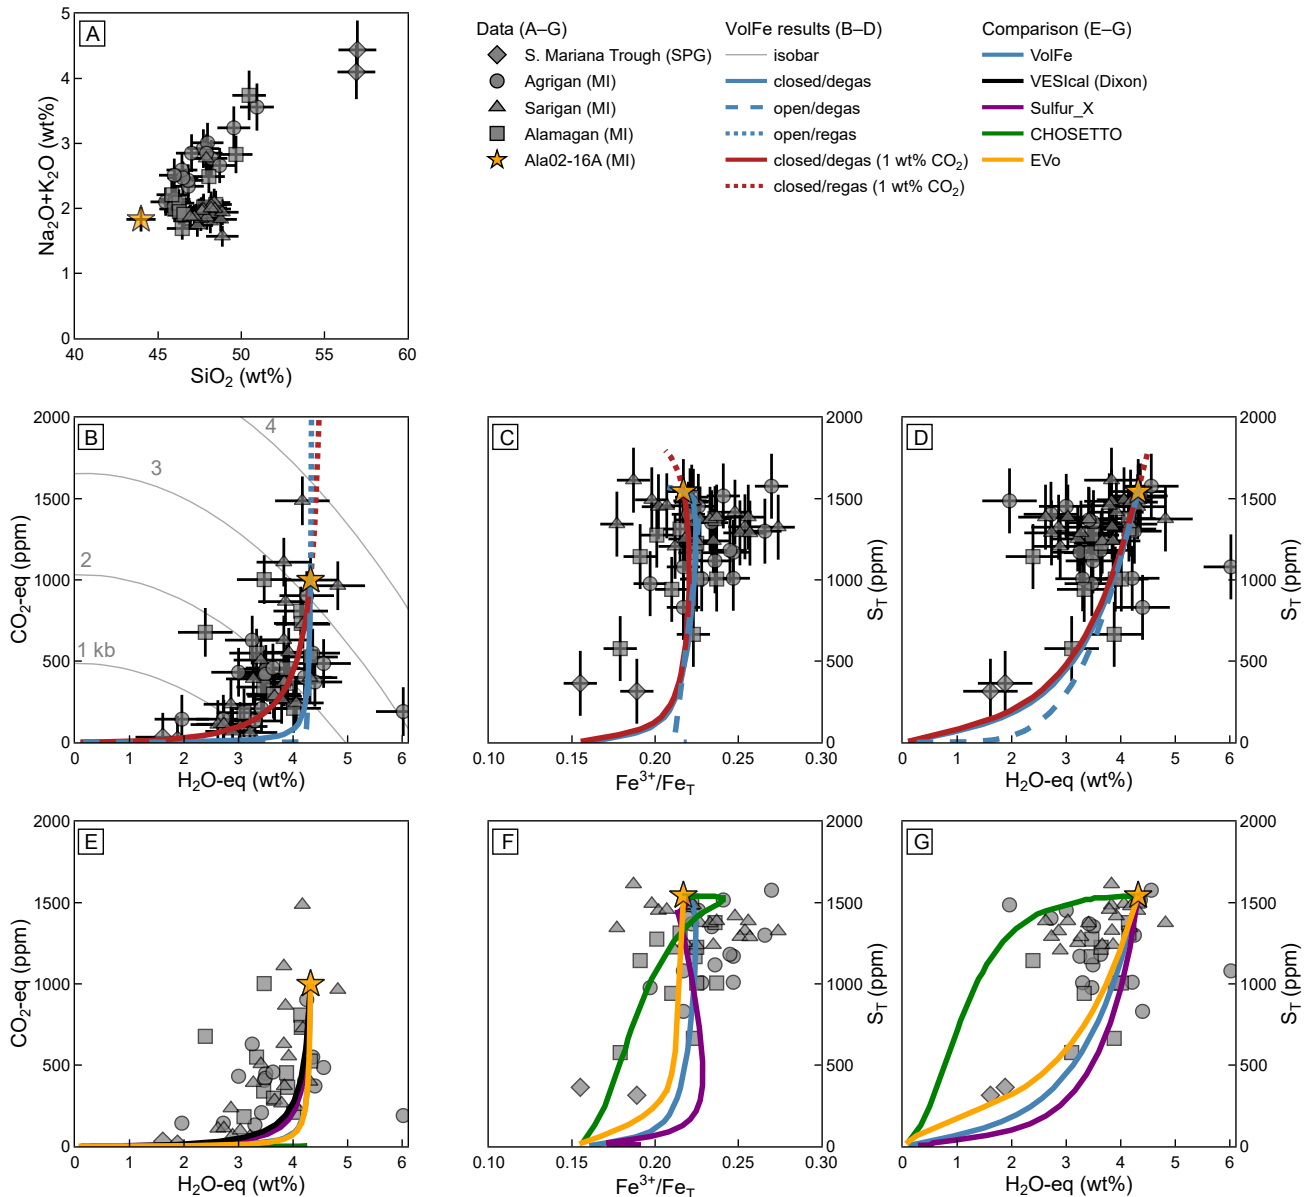 A
5
4
3
2
1
0
Na2O+K2O (wt%)
40
45
50
55
60
SiO2 (wt%)
Data (A–G)
S. Mariana Trough (SPG)
Agrigan (MI)
Sarigan (MI)
Alamagan (MI)
Ala02-16A (MI)
VolFe results (B–D)
isobar
closed/degas
open/degas
open/regas
closed/degas (1 wt% CO2)
closed/regas (1 wt% CO2)
Comparison (E–G)
VolFe
VESIcal (Dixon)
Sulfur_X
CHOSETTO
EVo
B
2000
1500
1000
500
0
CO2-eq (ppm)
4
3
2
1 kb
0 1 2 3 4 5 6
H2O-eq (wt%)
C
2000
1500
1000
500
0
ST (ppm)
0.10 0.15 0.20 0.25 0.30
Fe3+/FeT
D
2000
1500
1000
500
0
ST (ppm)
0 1 2 3 4 5 6
H2O-eq (wt%)
E
2000
1500
1000
500
0
CO2-eq (ppm)
0 1 2 3 4 5 6
H2O-eq (wt%)
F
2000
1500
1000
500
0
ST (ppm)
0.10 0.15 0.20 0.25 0.30
Fe3+/FeT
G
2000
1500
1000
500
0
ST (ppm)
0 1 2 3 4 5 6
H2O-eq (wt%)